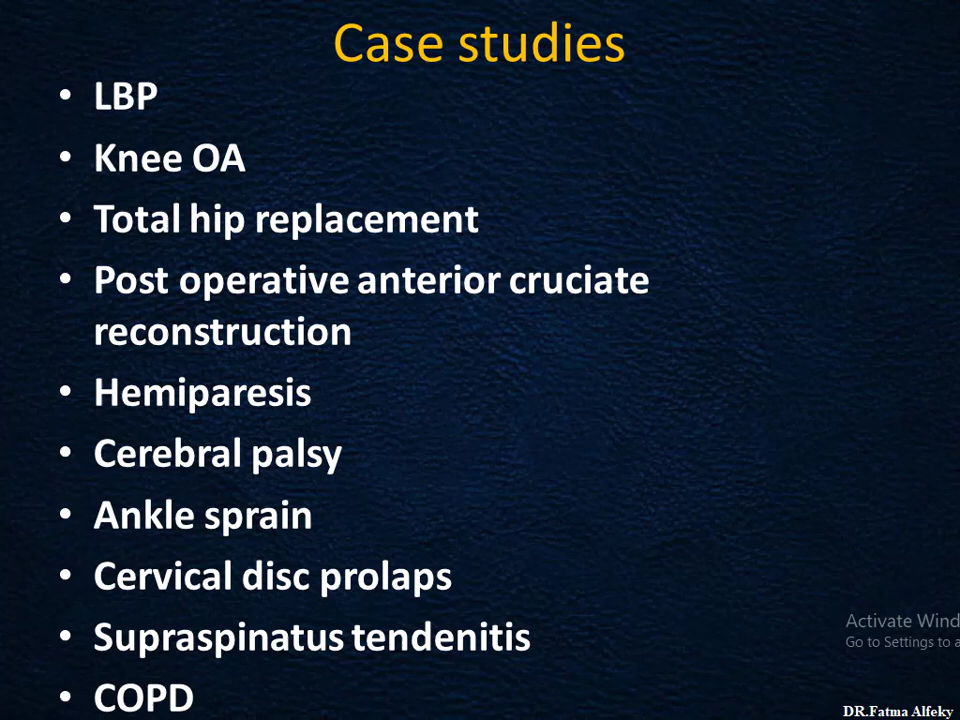 Case studies
• LBP
• Knee OA
• Total hip replacement
• Post operative anterior cruciate
reconstruction
• Hemiparesis
• Cerebral palsy
• Ankle sprain
• Cervical disc prolaps
• Supraspinatus tendenitis
• COPD
Activate Wind
Go to Settings to a
DR.Fatma Alfeky